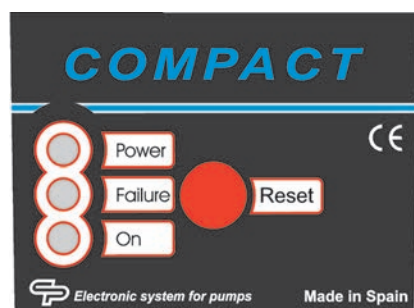 COMPACT
CE
Power
Failure
Reset
On
Electronic system for pumps
Made in Spain